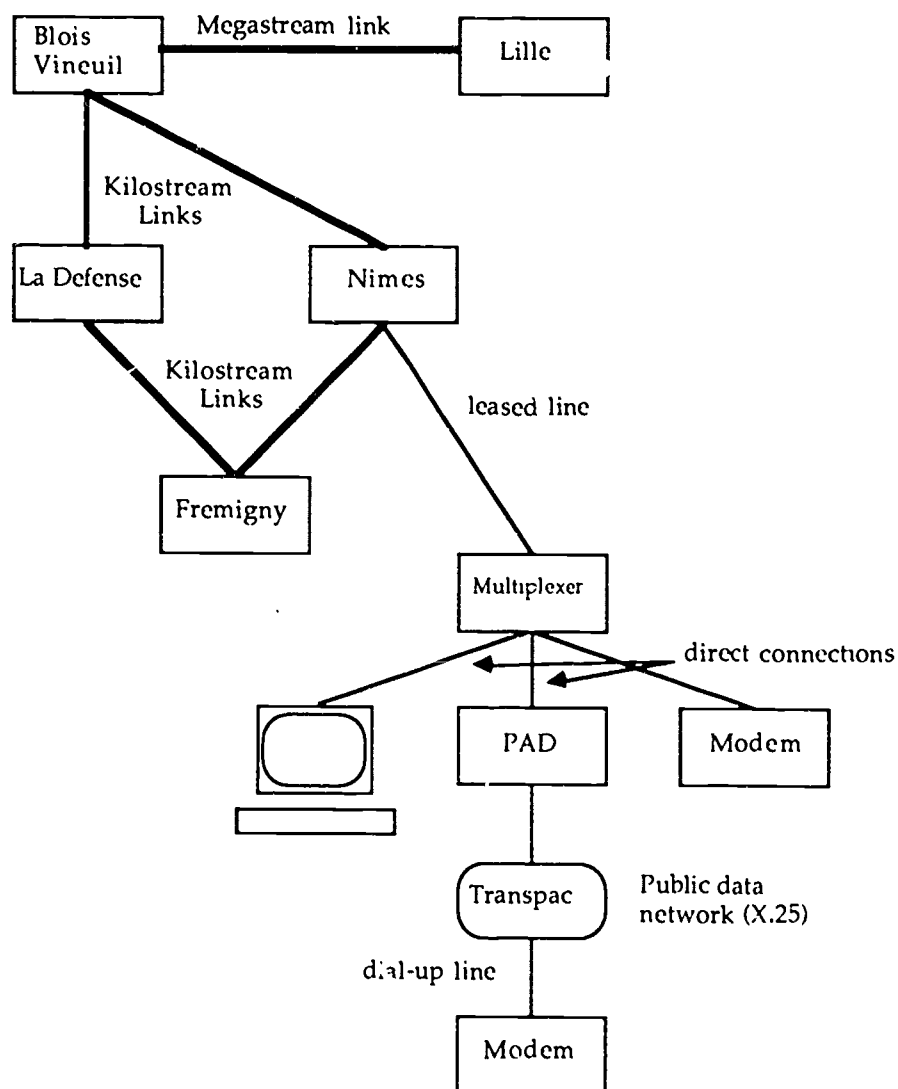 Megastream link
Blois
Vineuil
Lille
Kilostream
Links
La Defense
Nimes
Kilostream
Links
leased line
Fremigny
Multiplexer
direct connections
PAD
Modem
Transpac
Public data
network (X.25)
dial-up line
Modem